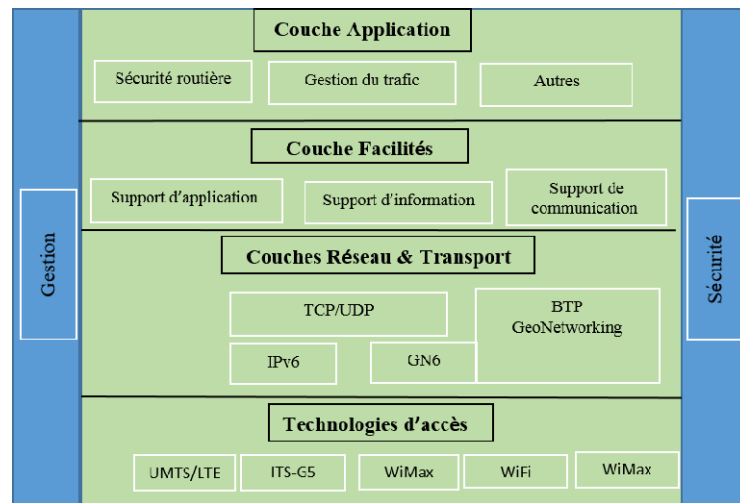 Couche Application
Sécurité routière
Gestion du trafic
Autres
Couche Facilités
Support d'application
Support d'information
Support de
communication
Gestion
Sécurité
Couches Réseau & Transport
TCP/UDP
BTP
GeoNetworking
IPv6
GN6
Technologies d'accès
UMTS/LTE
ITS-G5
WiMax
WiFi
WiMax